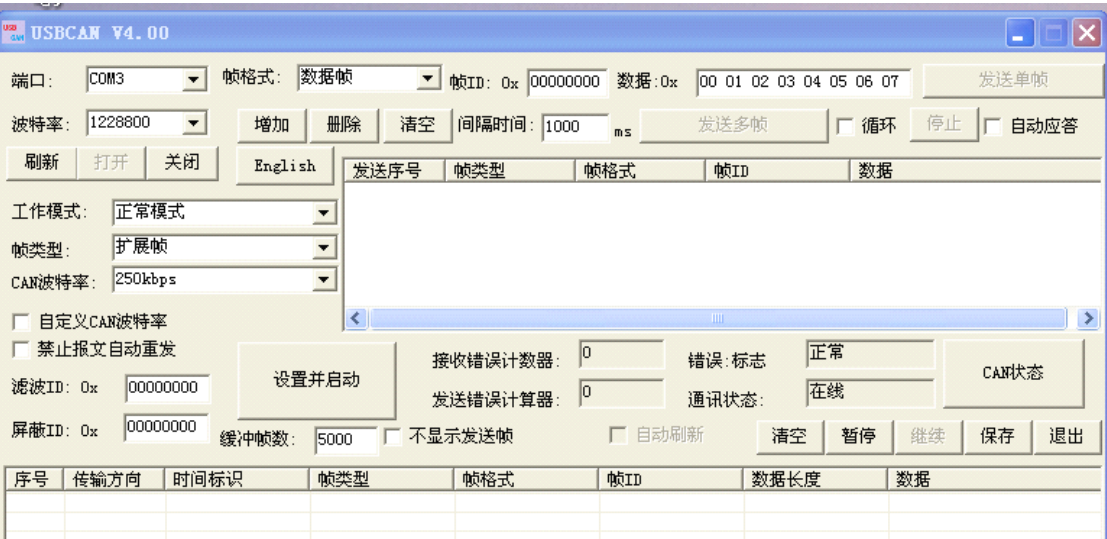 USBCAN V4.00
端口: COM3 帧格式: 数据帧 帧ID: 0x 00000000 数据:0x 00 01 02 03 04 05 06 07 发送单帧
波特率: 1228800 增加 删除 清空 间隔时间: 1000 ms 发送多帧 循环 停止 自动应答
刷新 打开 关闭 English 发送序号 帧类型 帧格式 帧ID 数据
工作模式: 正常模式
帧类型: 扩展帧
CAN波特率: 250kbps
自定义CAN波特率
禁止报文自动重发
设置并启动 接收错误计数器: 0 错误:标志 正常 CAN状态
滤波ID: 0x 00000000 发送错误计算器: 0 通讯状态: 在线
屏蔽ID: 0x 00000000 缓冲帧数: 5000 不显示发送帧 自动刷新 清空 暂停 继续 保存 退出
序号 传输方向 时间标识 帧类型 帧格式 帧ID 数据长度 数据